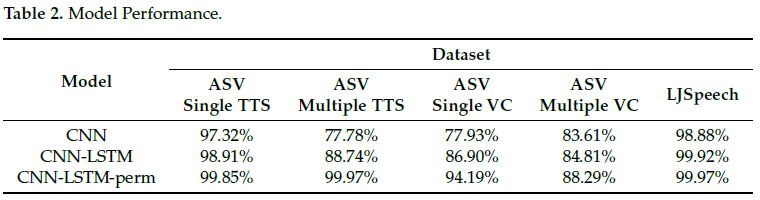 Table 2. Model Performance.
Dataset
Model
ASV Single TTS
ASV Multiple TTS
ASV Single VC
ASV Multiple VC
LJSpeech
CNN 97.32% 77.78% 77.93% 83.61% 98.88%
CNN-LSTM 98.91% 88.74% 86.90% 84.81% 99.92%
CNN-LSTM-perm 99.85% 99.97% 94.19% 88.29% 99.97%